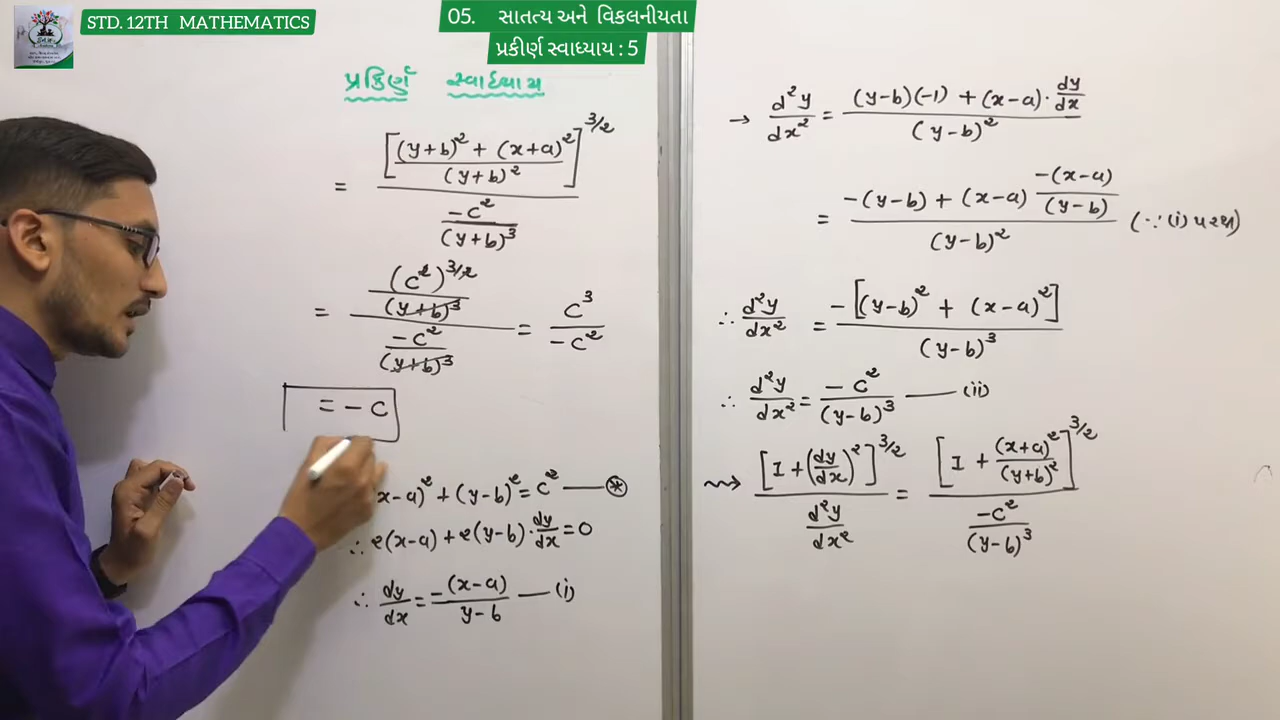 STD. 12TH MATHEMATICS
05. સાતત્ય અને વિકલનીયતા
પ્રકીર્ણ સ્વાધ્યાય : 5
પ્રકિર્ણ સ્વાધ્યાય
= [((y+b)² + (x+a)²)/(y+b)²]^3/2 / (-c²/(y+b)³)
= ((c²)^3/2/(y+b)³) / (-c²/(y+b)³) = c³/-c²
= -c
x-a)² + (y-b)² = c² —— ⊛
∴ 2(x-a) + 2(y-b)·dy/dx = 0
∴ dy/dx = -(x-a)/y-b — (i)
→ d²y/dx² = (y-b)(-1) + (x-a)·dy/dx / (y-b)²
= -(y-b) + (x-a) -(x-a)/(y-b) / (y-b)² (∵ (i) પરથી)
∴ d²y/dx² = -[(y-b)² + (x-a)²] / (y-b)³
∴ d²y/dx² = -c²/(y-b)³ —— (ii)
⇝ [1 + (dy/dx)²]^3/2 / (d²y/dx²) = [1 + (x+a)²/(y+b)²]^3/2 / (-c²/(y-b)³)